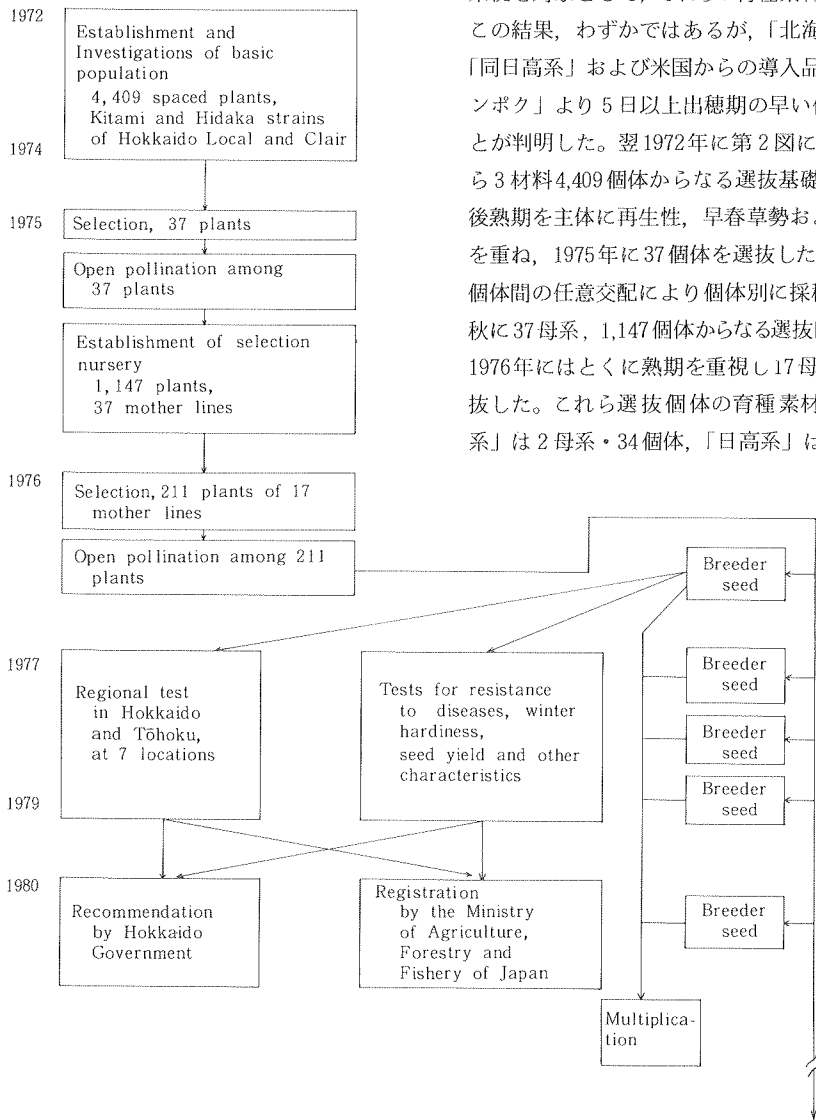 この結果，わずかではあるが，「北海
「同日高系」および米国からの導入品
ンポク」より5日以上出穂期の早い
とが判明した。翌1972年に第2図に
ら3材料4,409個体からなる選抜基礎
後熟期を主体に再生性，早春草勢およ
を重ね，1975年に37個体を選抜した
個体間の任意交配により個体別に採
秋に37母系，1,147個体からなる選抜
1976年にはとくに熟期を重視し17母
抜した。これら選抜個体の育種素材
系」は2母系・34個体，「日高系」は
1972
Establishment and
Investigations of basic
population
4,409 spaced plants,
Kitami and Hidaka strains
of Hokkaido Local and Clair
1974
1975
Selection, 37 plants
Open pollination among
37 plants
Establishment of selection
nursery
1,147 plants,
37 mother lines
1976
Selection, 211 plants of 17
mother lines
Open pollination among 211
plants
Breeder
seed
1977
Regional test
in Hokkaido
and Tōhoku,
at 7 locations
Tests for resistance
to diseases, winter
hardiness,
seed yield and other
characteristics
Breeder
seed
Breeder
seed
Breeder
seed
1979
1980
Recommendation
by Hokkaido
Government
Registration
by the Ministry
of Agriculture,
Forestry and
Fishery of Japan
Breeder
seed
Multiplica-
tion